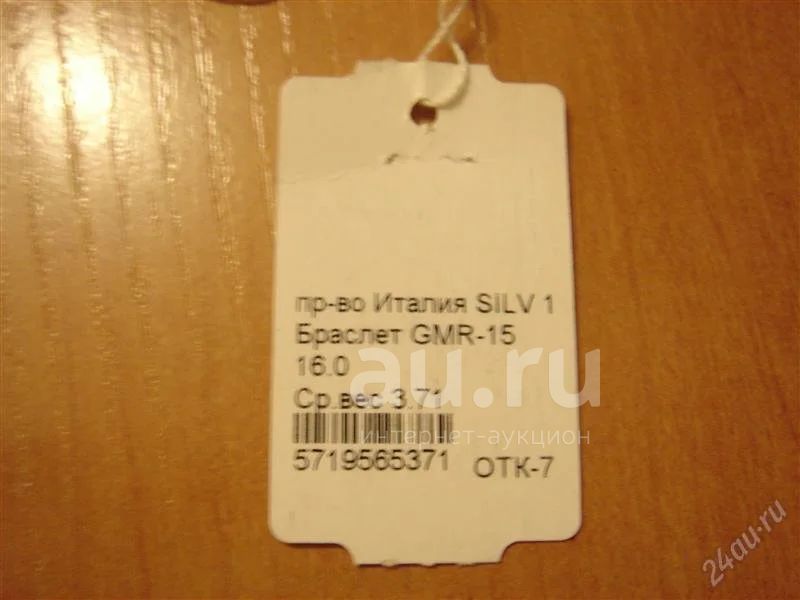 пр-во Италия SILV 1
Браслет GMR-15
16.0
Ср.вес 3.71
5719565371
ОТК-7
au.ru
интернет-аукцион
24au.ru